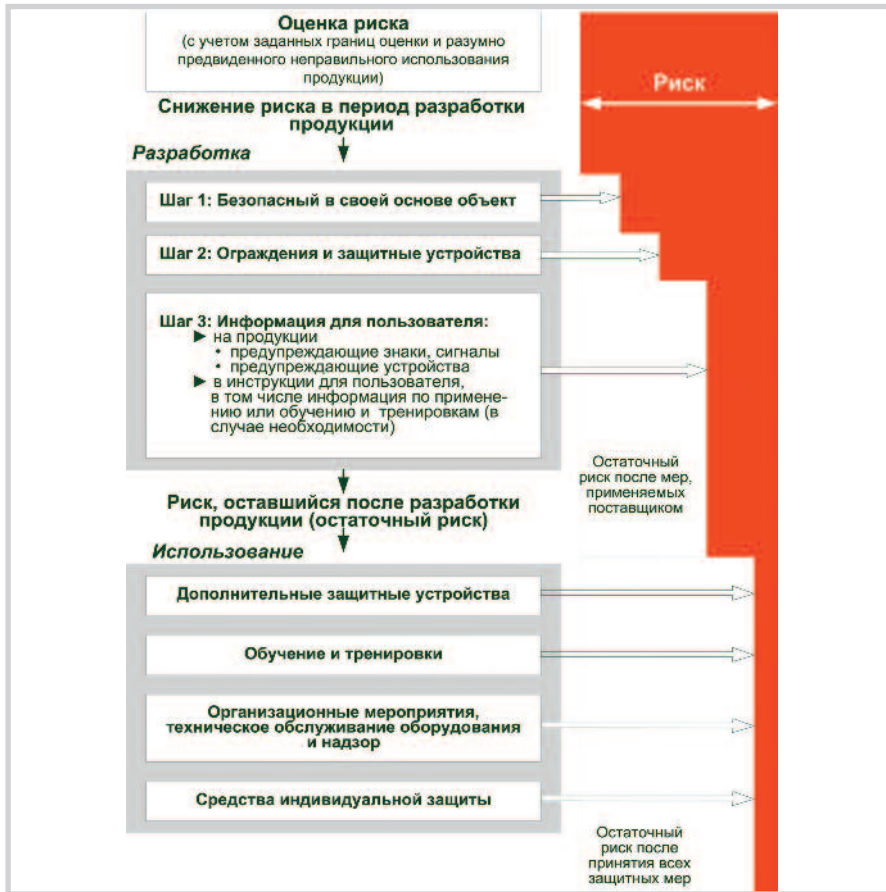 Оценка риска
(с учетом заданных границ оценки и разумно
предвиденного неправильного использования
продукции)
Риск
Снижение риска в период разработки
продукции
Разработка
Шаг 1: Безопасный в своей основе объект
Шаг 2: Ограждения и защитные устройства
Шаг 3: Информация для пользователя:
► на продукции
• предупреждающие знаки, сигналы
• предупреждающие устройства
► в инструкции для пользователя,
в том числе информация по примене-
нию или обучению и тренировкам (в
случае необходимости)
Остаточный
риск после мер,
применяемых
поставщиком
Риск, оставшийся после разработки
продукции (остаточный риск)
Использование
Дополнительные защитные устройства
Обучение и тренировки
Организационные мероприятия,
техническое обслуживание оборудования
и надзор
Средства индивидуальной защиты
Остаточный
риск после
принятия всех
защитных мер